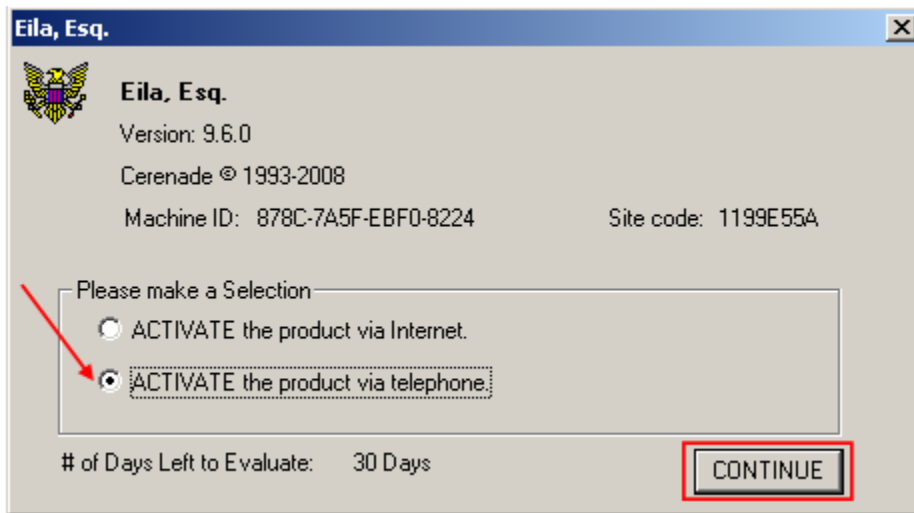 Eila, Esq.
Eila, Esq.
Version: 9.6.0
Cerenade © 1993-2008
Machine ID: 878C-7A5F-EBF0-8224 Site code: 1199E55A
Please make a Selection
ACTIVATE the product via Internet.
ACTIVATE the product via telephone.
# of Days Left to Evaluate: 30 Days
CONTINUE